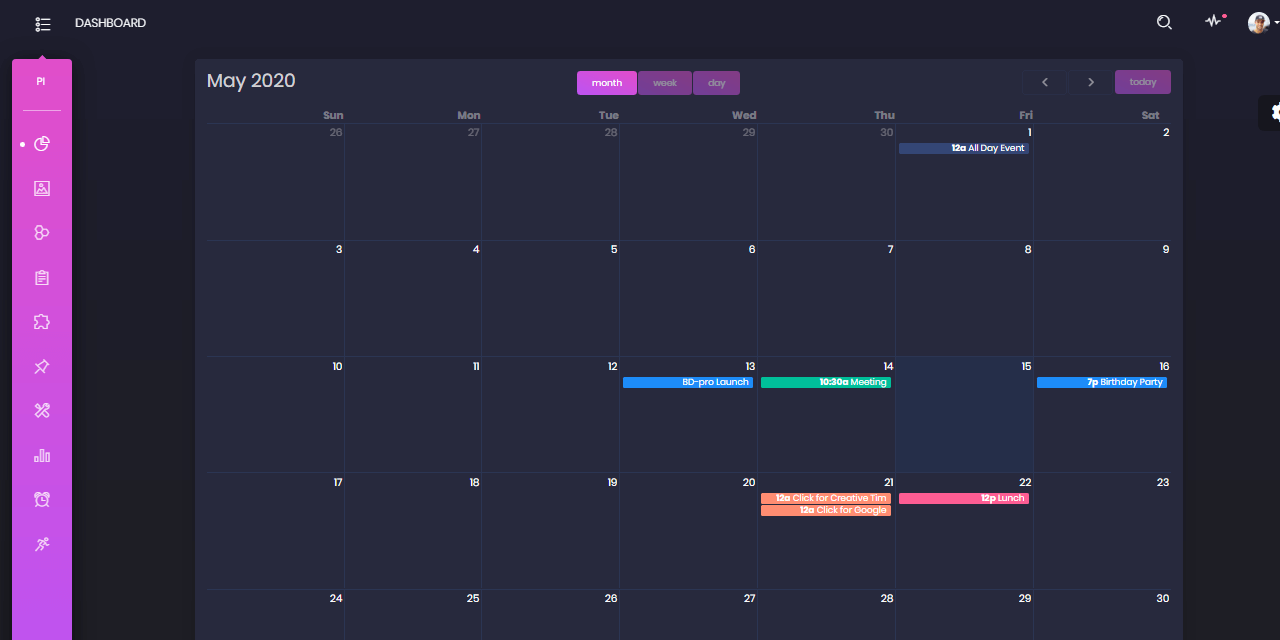 DASHBOARD
PI
May 2020
month week day
today
Sun Mon Tue Wed Thu Fri Sat
26 27 28 29 30 1 2
12a All Day Event
3 4 5 6 7 8 9
10 11 12 13 14 15 16
BD-pro Launch 10:30a Meeting 7p Birthday Party
17 18 19 20 21 22 23
12a Click for Creative Tim 12p Lunch
12a Click for Google
24 25 26 27 28 29 30